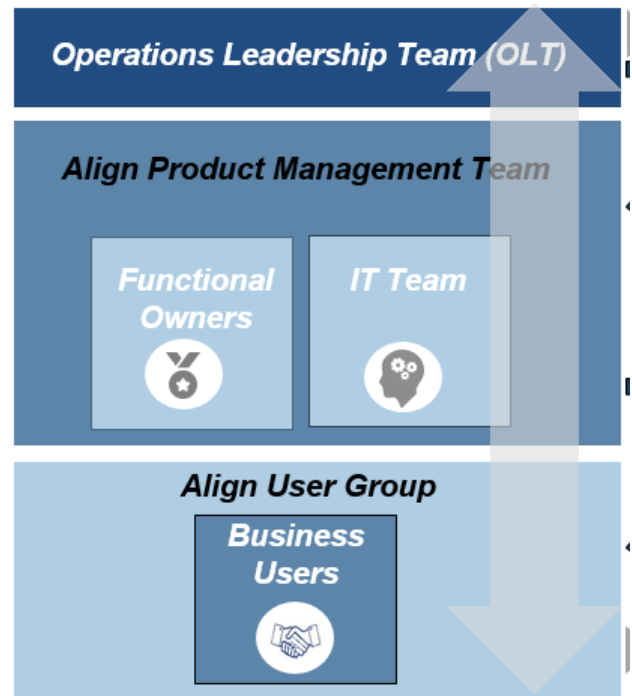 Operations Leadership Team (OLT)
Align Product Management Team
Functional
Owners
IT Team
Align User Group
Business
Users